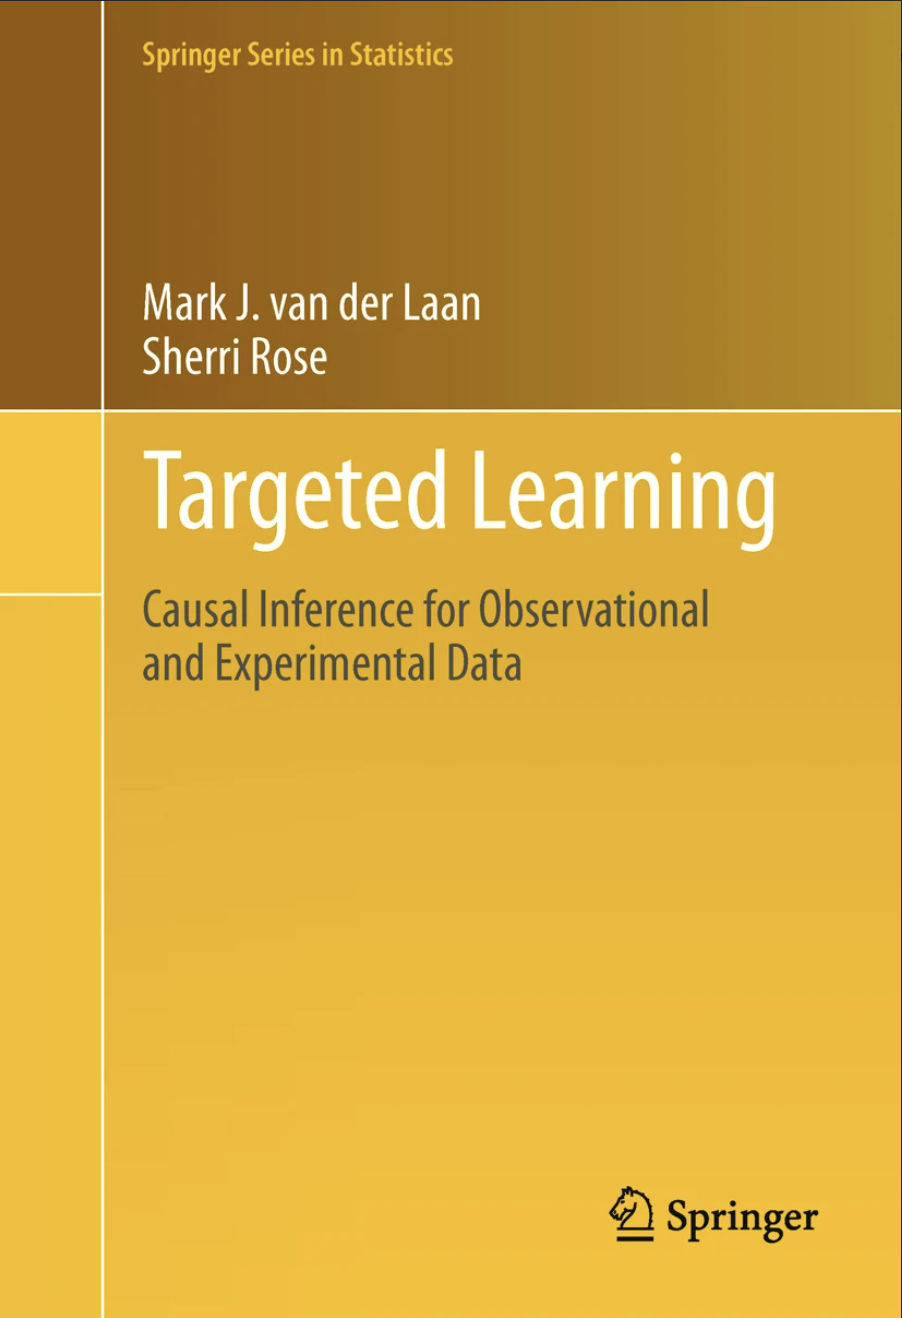 Springer Series in Statistics
Mark J. van der Laan
Sherri Rose
Targeted Learning
Causal Inference for Observational
and Experimental Data
Springer